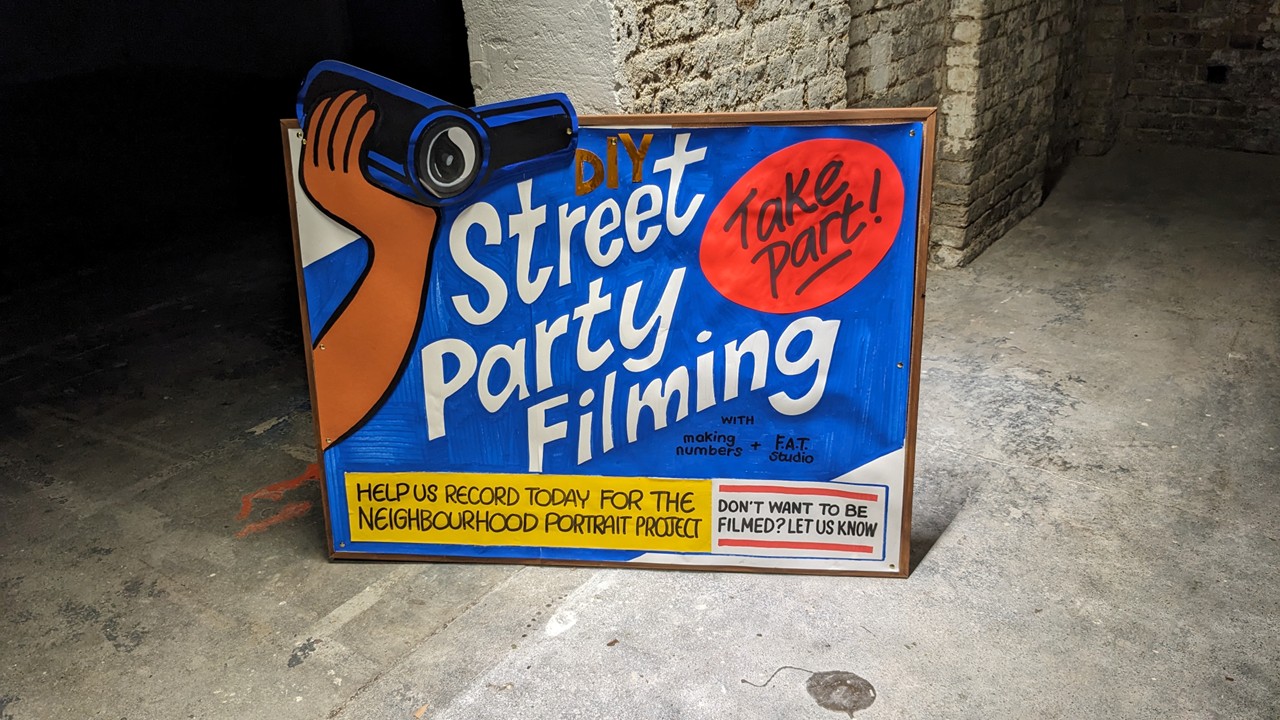 DIY
Street
Party
Filming
Take
Part!
WITH
making
numbers + F.A.T.
Studio
HELP US RECORD TODAY FOR THE
NEIGHBOURHOOD PORTRAIT PROJECT
DON'T WANT TO BE
FILMED? LET US KNOW